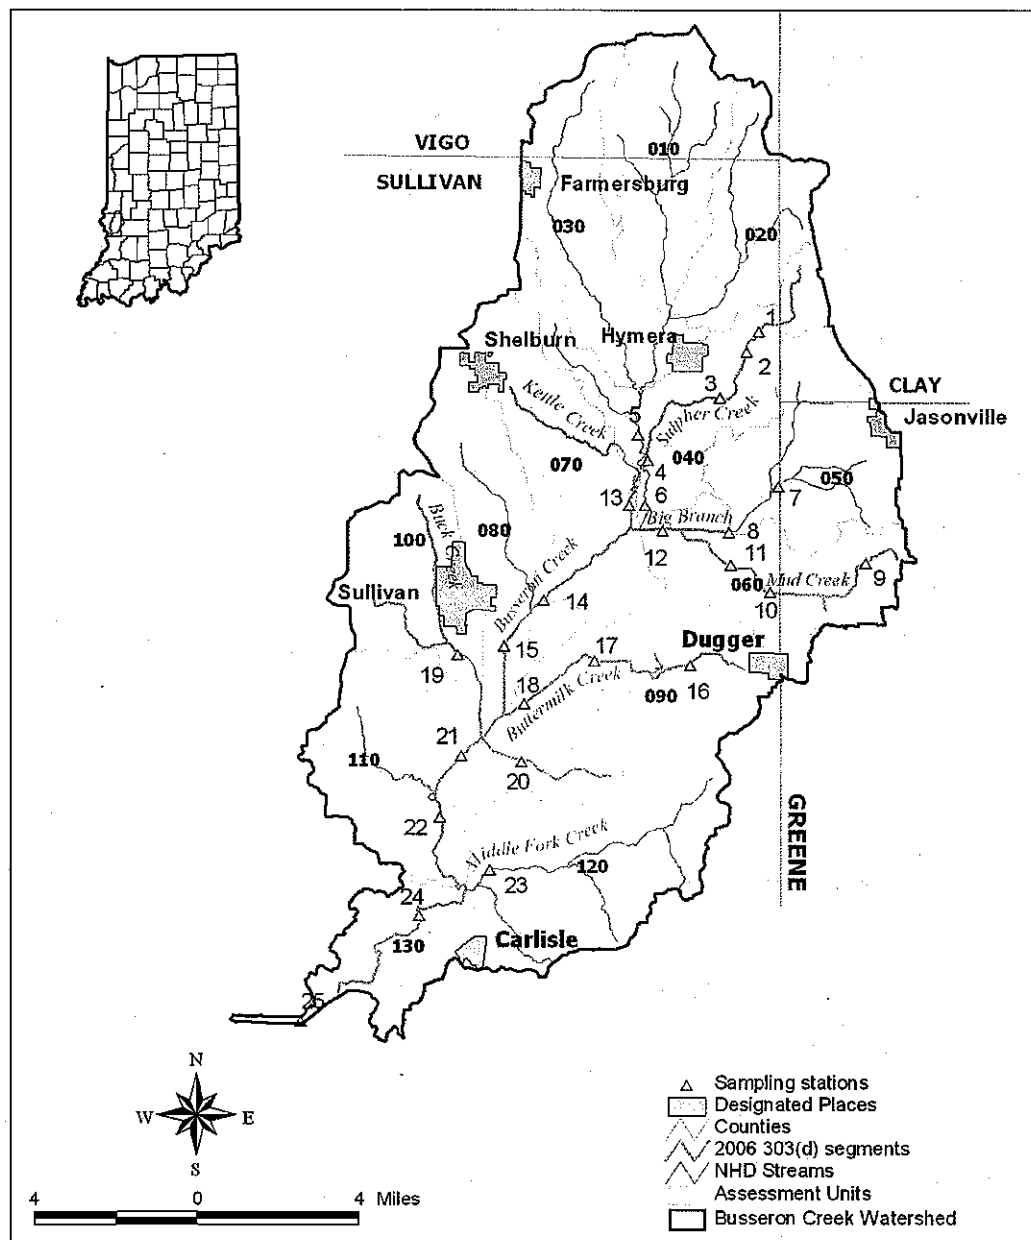 VIGO
010
SULLIVAN
Farmersburg
030
020
1
Shelburn
Hymera
2
3
CLAY
Kettle Creek
Jasonville
5
Sulpher Creek
070
4
040
050
7
13
6
Big Branch
Buck Creek
100
080
12
8
11
060
Mud Creek
9
Sullivan
Busseron Creek
14
10
Dugger
17
15
19
16
18
Buttermilk Creek
090
21
110
20
22
GREENE
Middle Fork Creek
120
23
24
Carlisle
130
25
N
W
E
S
4
0
4
Miles
Sampling stations
Designated Places
Counties
2006 303(d) segments
NHD Streams
Assessment Units
Busseron Creek Watershed